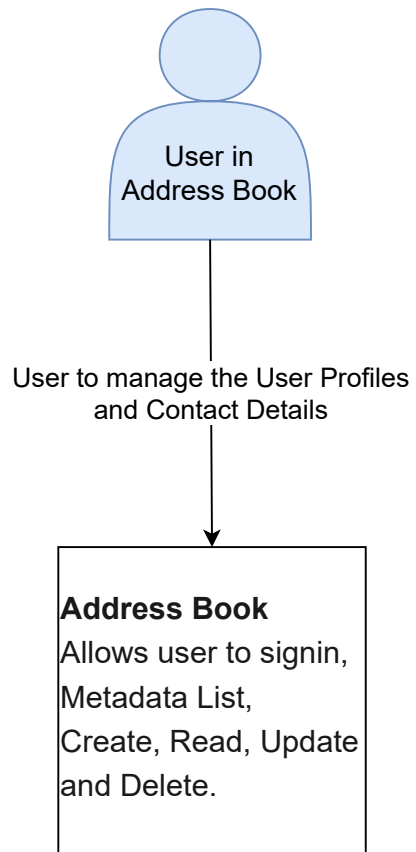 User in
Address Book
User to manage the User Profiles
and Contact Details
Address Book
Allows user to signin,
Metadata List,
Create, Read, Update
and Delete.